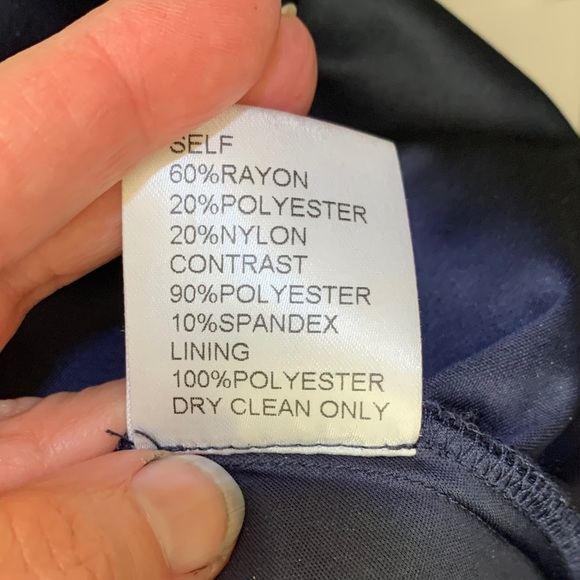 SELF
60%RAYON
20%POLYESTER
20%NYLON
CONTRAST
90%POLYESTER
10%SPANDEX
LINING
100%POLYESTER
DRY CLEAN ONLY